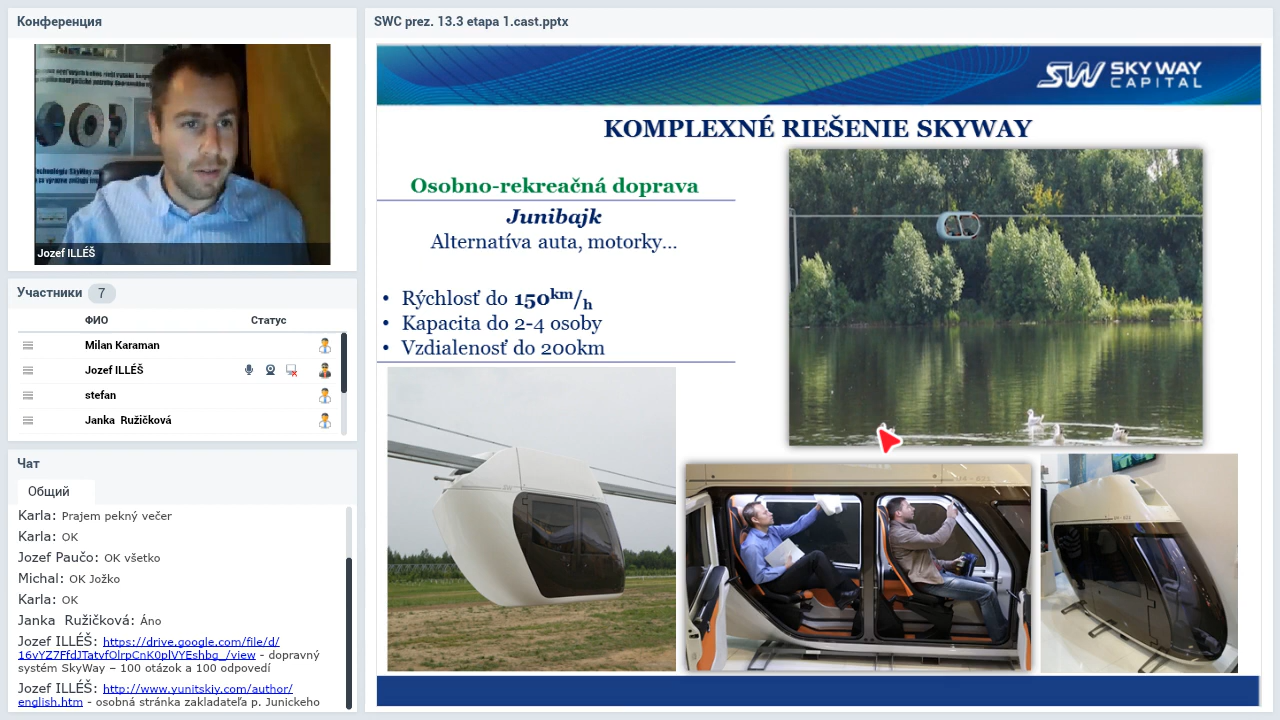 Конференция
Jozef ILLÉŠ
Участники 7
ФИО Статус
Milan Karaman
Jozef ILLÉŠ
stefan
Janka Ružičková
Чат
Общий
Karla: Prajem pekný večer
Karla: OK
Jozef Paučo: OK všetko
Michal: OK Jožko
Karla: OK
Janka Ružičková: Áno
Jozef ILLÉŠ: https://drive.google.com/file/d/
16vYZ7FfdJTatvfOlrpCnK0plVYEshbg_/view - dopravný
systém SkyWay – 100 otázok a 100 odpovedí
Jozef ILLÉŠ: http://www.yunitskiy.com/author/
english.htm - osobná stránka zakladateľa p. Junickeho
SWC prez. 13.3 etapa 1.cast.pptx
SW SKY WAY
CAPITAL
KOMPLEXNÉ RIEŠENIE SKYWAY
Osobno-rekreačná doprava
Junibajk
Alternatíva auta, motorky...
• Rýchlosť do 150km/h
• Kapacita do 2-4 osoby
• Vzdialenosť do 200km